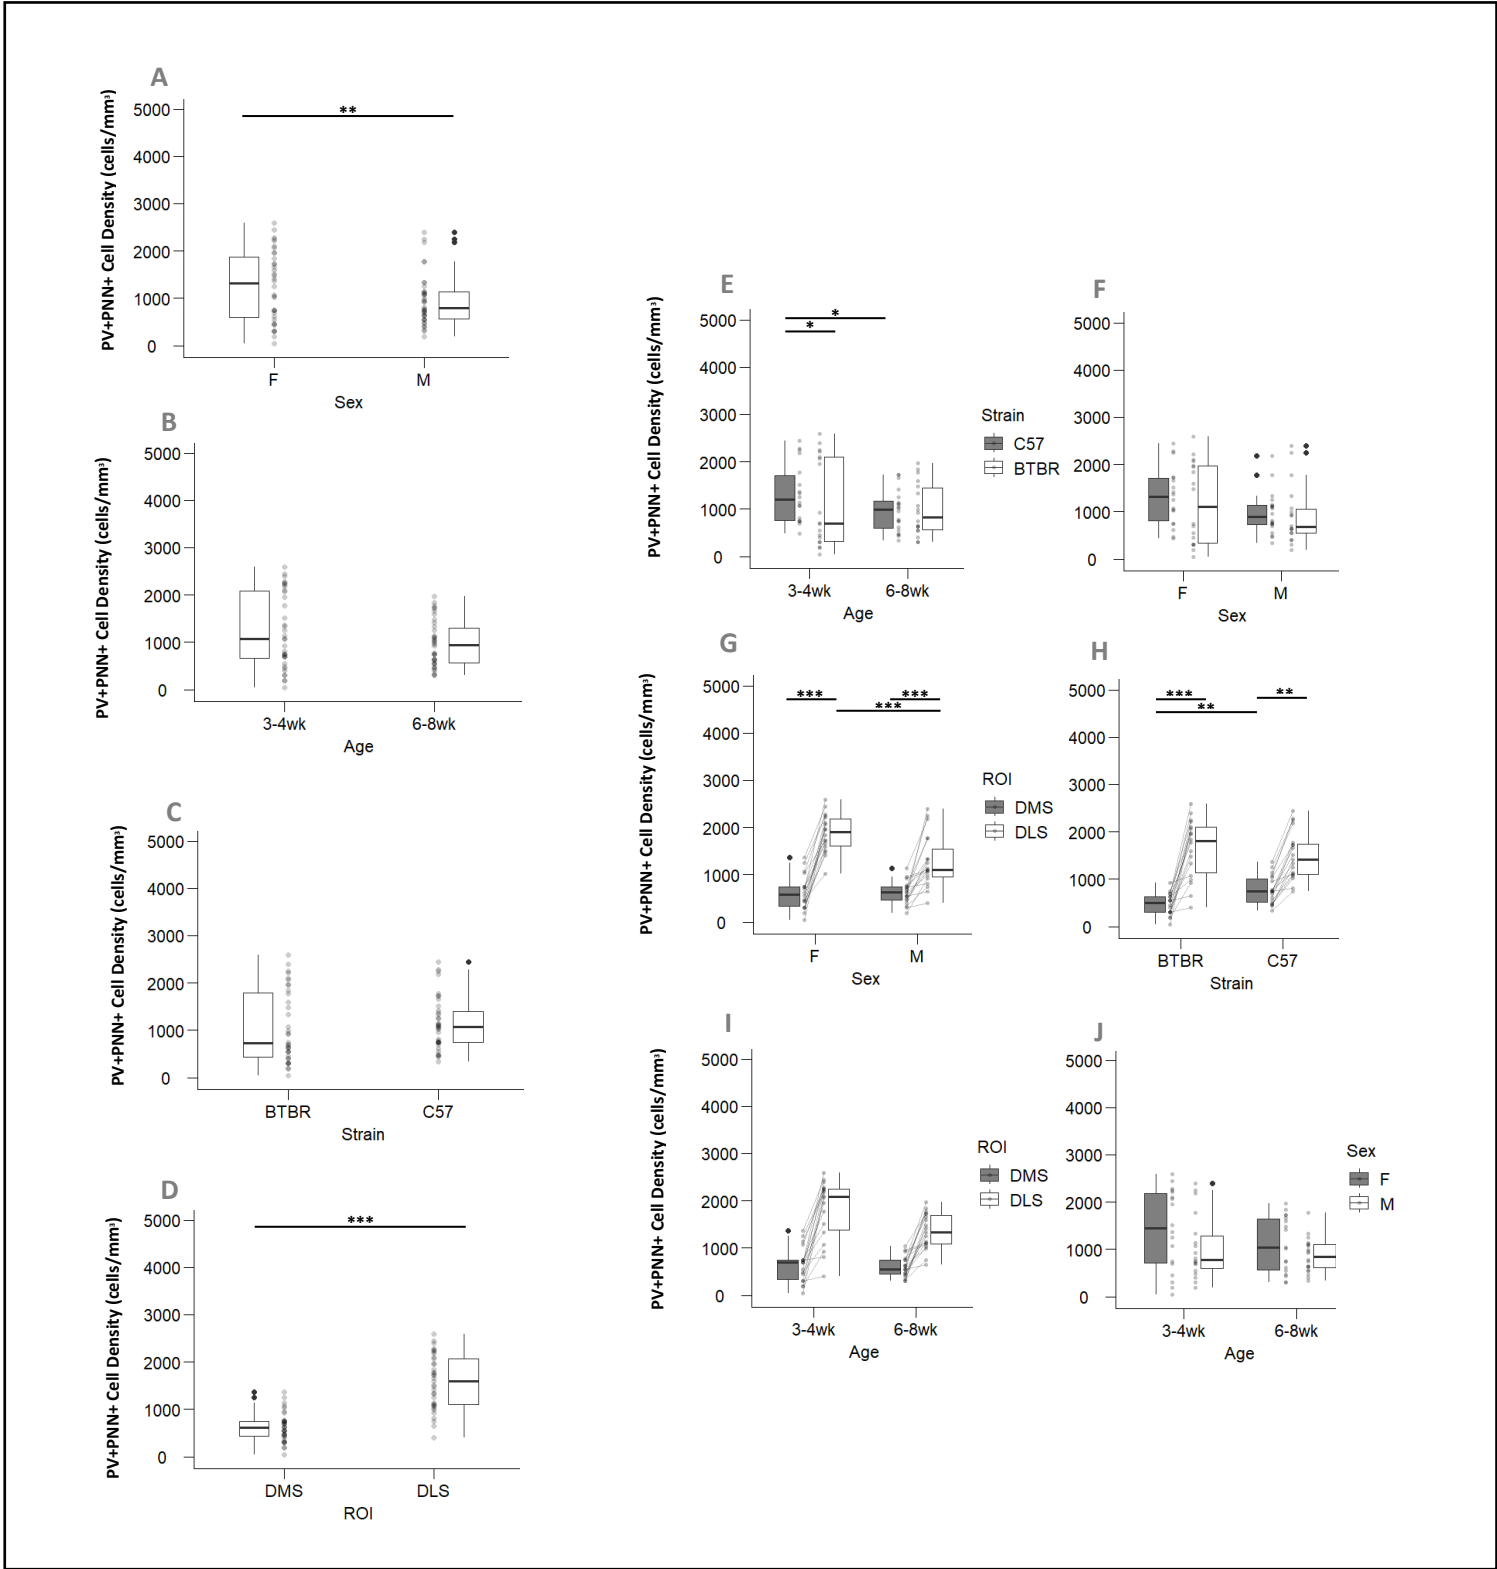 A
PV+PNN+ Cell Density (cells/mm³)
5000
4000
3000
2000
1000
0
**
F
M
Sex
B
PV+PNN+ Cell Density (cells/mm³)
5000
4000
3000
2000
1000
0
3-4wk
6-8wk
Age
C
PV+PNN+ Cell Density (cells/mm³)
5000
4000
3000
2000
1000
0
BTBR
C57
Strain
D
PV+PNN+ Cell Density (cells/mm³)
5000
4000
3000
2000
1000
0
***
DMS
DLS
ROI
E
PV+PNN+ Cell Density (cells/mm³)
5000
4000
3000
2000
1000
0
*
*
3-4wk
6-8wk
Age
Strain
C57
BTBR
F
5000
4000
3000
2000
1000
0
F
M
Sex
G
PV+PNN+ Cell Density (cells/mm³)
5000
4000
3000
2000
1000
0
***
***
***
F
M
Sex
ROI
DMS
DLS
H
5000
4000
3000
2000
1000
0
***
**
**
BTBR
C57
Strain
I
PV+PNN+ Cell Density (cells/mm³)
5000
4000
3000
2000
1000
0
3-4wk
6-8wk
Age
ROI
DMS
DLS
J
5000
4000
3000
2000
1000
0
3-4wk
6-8wk
Age
Sex
F
M